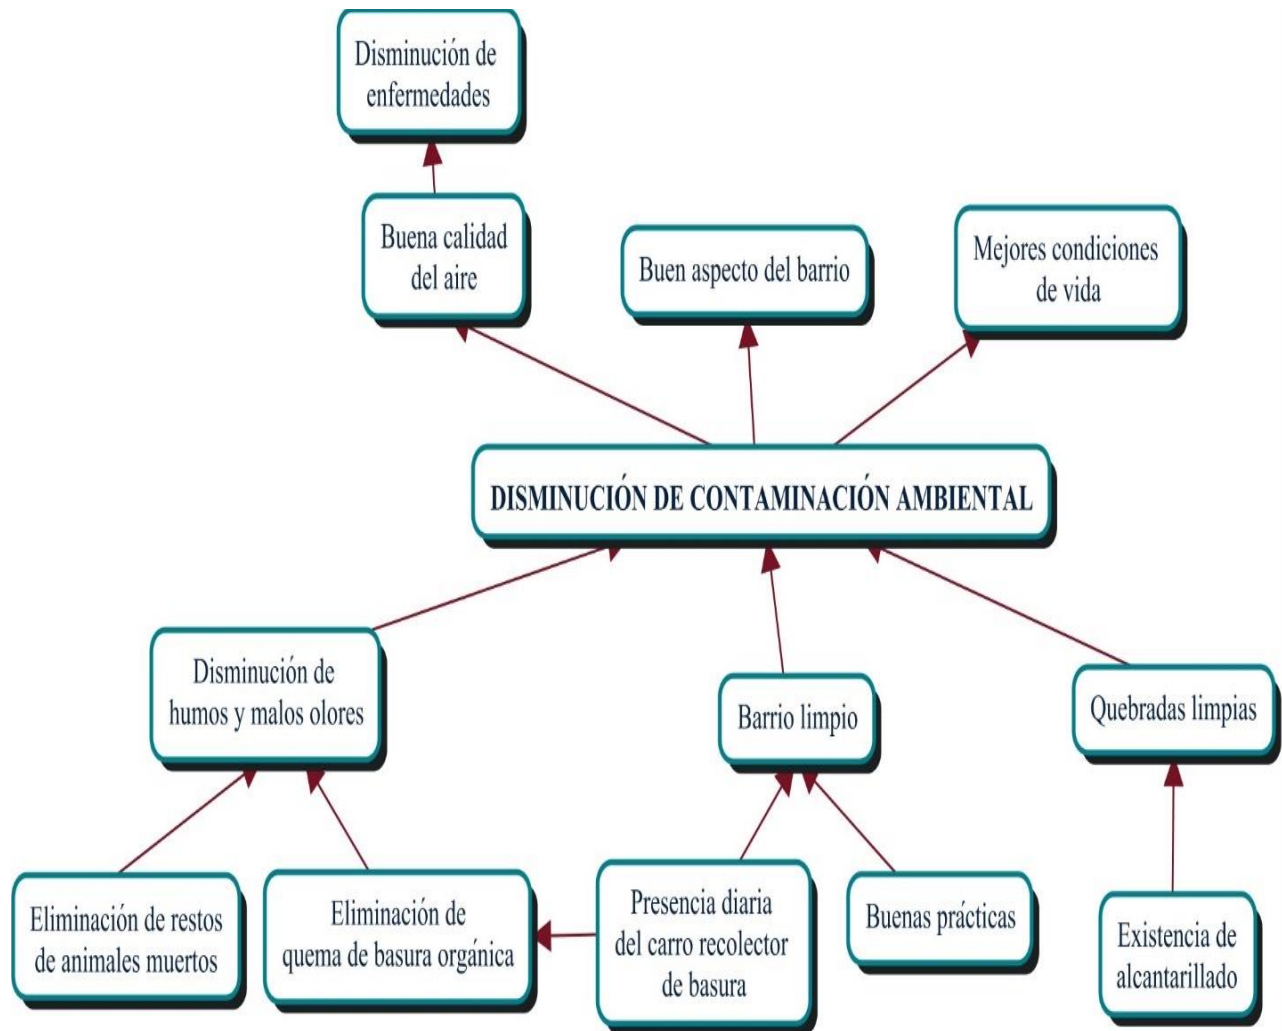 Disminución de
enfermedades
Buena calidad
del aire
Buen aspecto del barrio
Mejores condiciones
de vida
DISMINUCIÓN DE CONTAMINACIÓN AMBIENTAL
Disminución de
humos y malos olores
Barrio limpio
Quebradas limpias
Eliminación de restos
de animales muertos
Eliminación de
quema de basura orgánica
Presencia diaria
del carro recolector
de basura
Buenas prácticas
Existencia de
alcantarillado